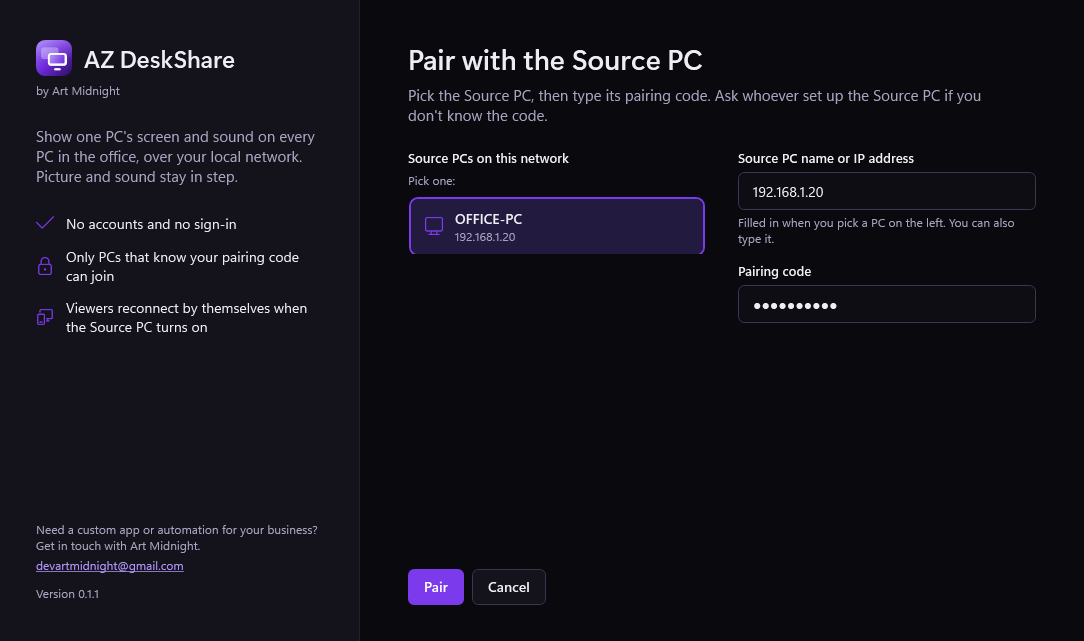 AZ DeskShare
by Art Midnight
Show one PC's screen and sound on every
PC in the office, over your local network.
Picture and sound stay in step.
No accounts and no sign-in
Only PCs that know your pairing code
can join
Viewers reconnect by themselves when
the Source PC turns on
Need a custom app or automation for your business?
Get in touch with Art Midnight.
devartmidnight@gmail.com
Version 0.1.1
Pair with the Source PC
Pick the Source PC, then type its pairing code. Ask whoever set up the Source PC if you
don't know the code.
Source PCs on this network
Pick one:
OFFICE-PC
192.168.1.20
Source PC name or IP address
192.168.1.20
Filled in when you pick a PC on the left. You can also
type it.
Pairing code
●●●●●●●●●●
Pair
Cancel